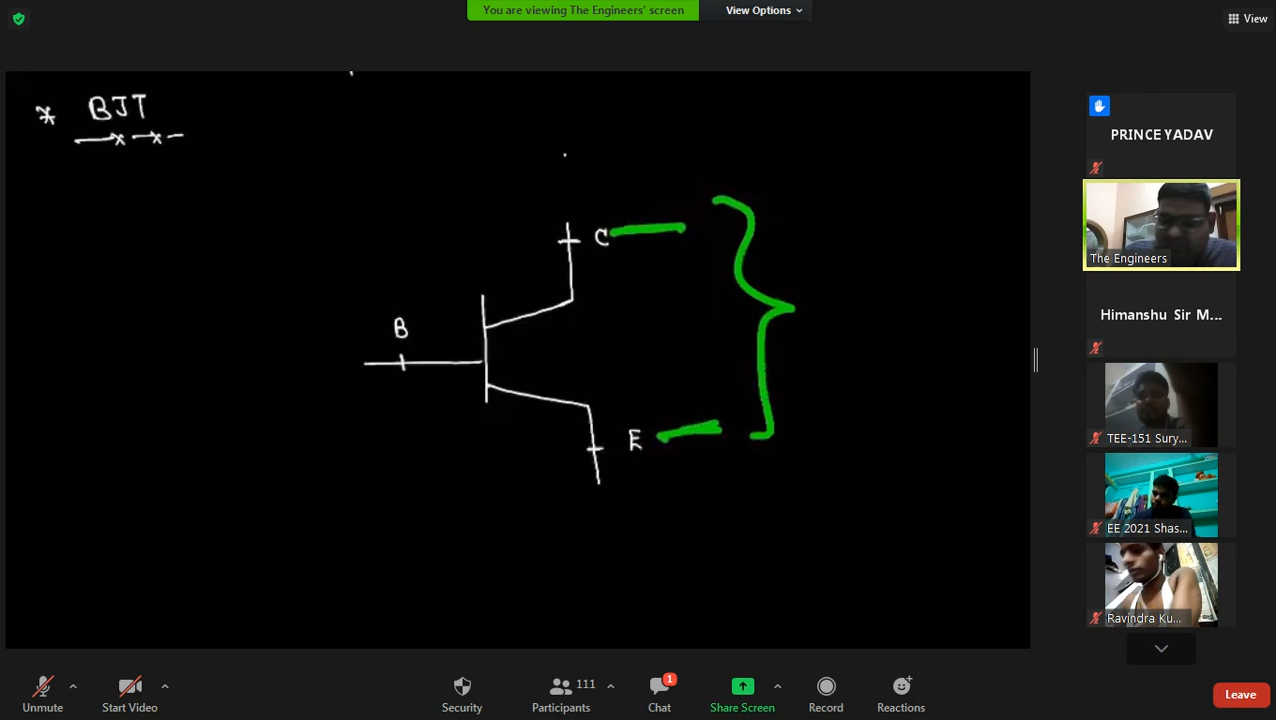 You are viewing The Engineers' screen
View Options
View
* BJT
C
B
E
PRINCE YADAV
The Engineers
Himanshu Sir M...
TEE-151 Sury...
EE 2021 Shas...
Ravindra Ku...
Unmute
Start Video
Security
111
Participants
1
Chat
Share Screen
Record
Reactions
Leave